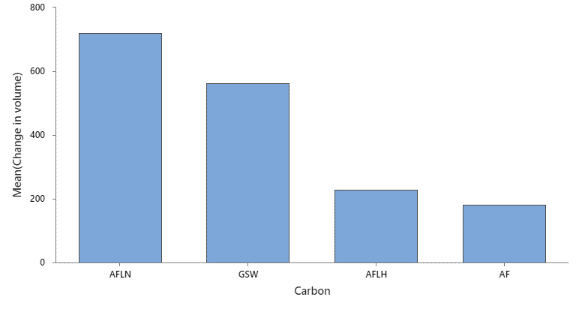 800
600
400
200
0
Mean(Change in volume)
AFLN GSW AFLH AF
Carbon